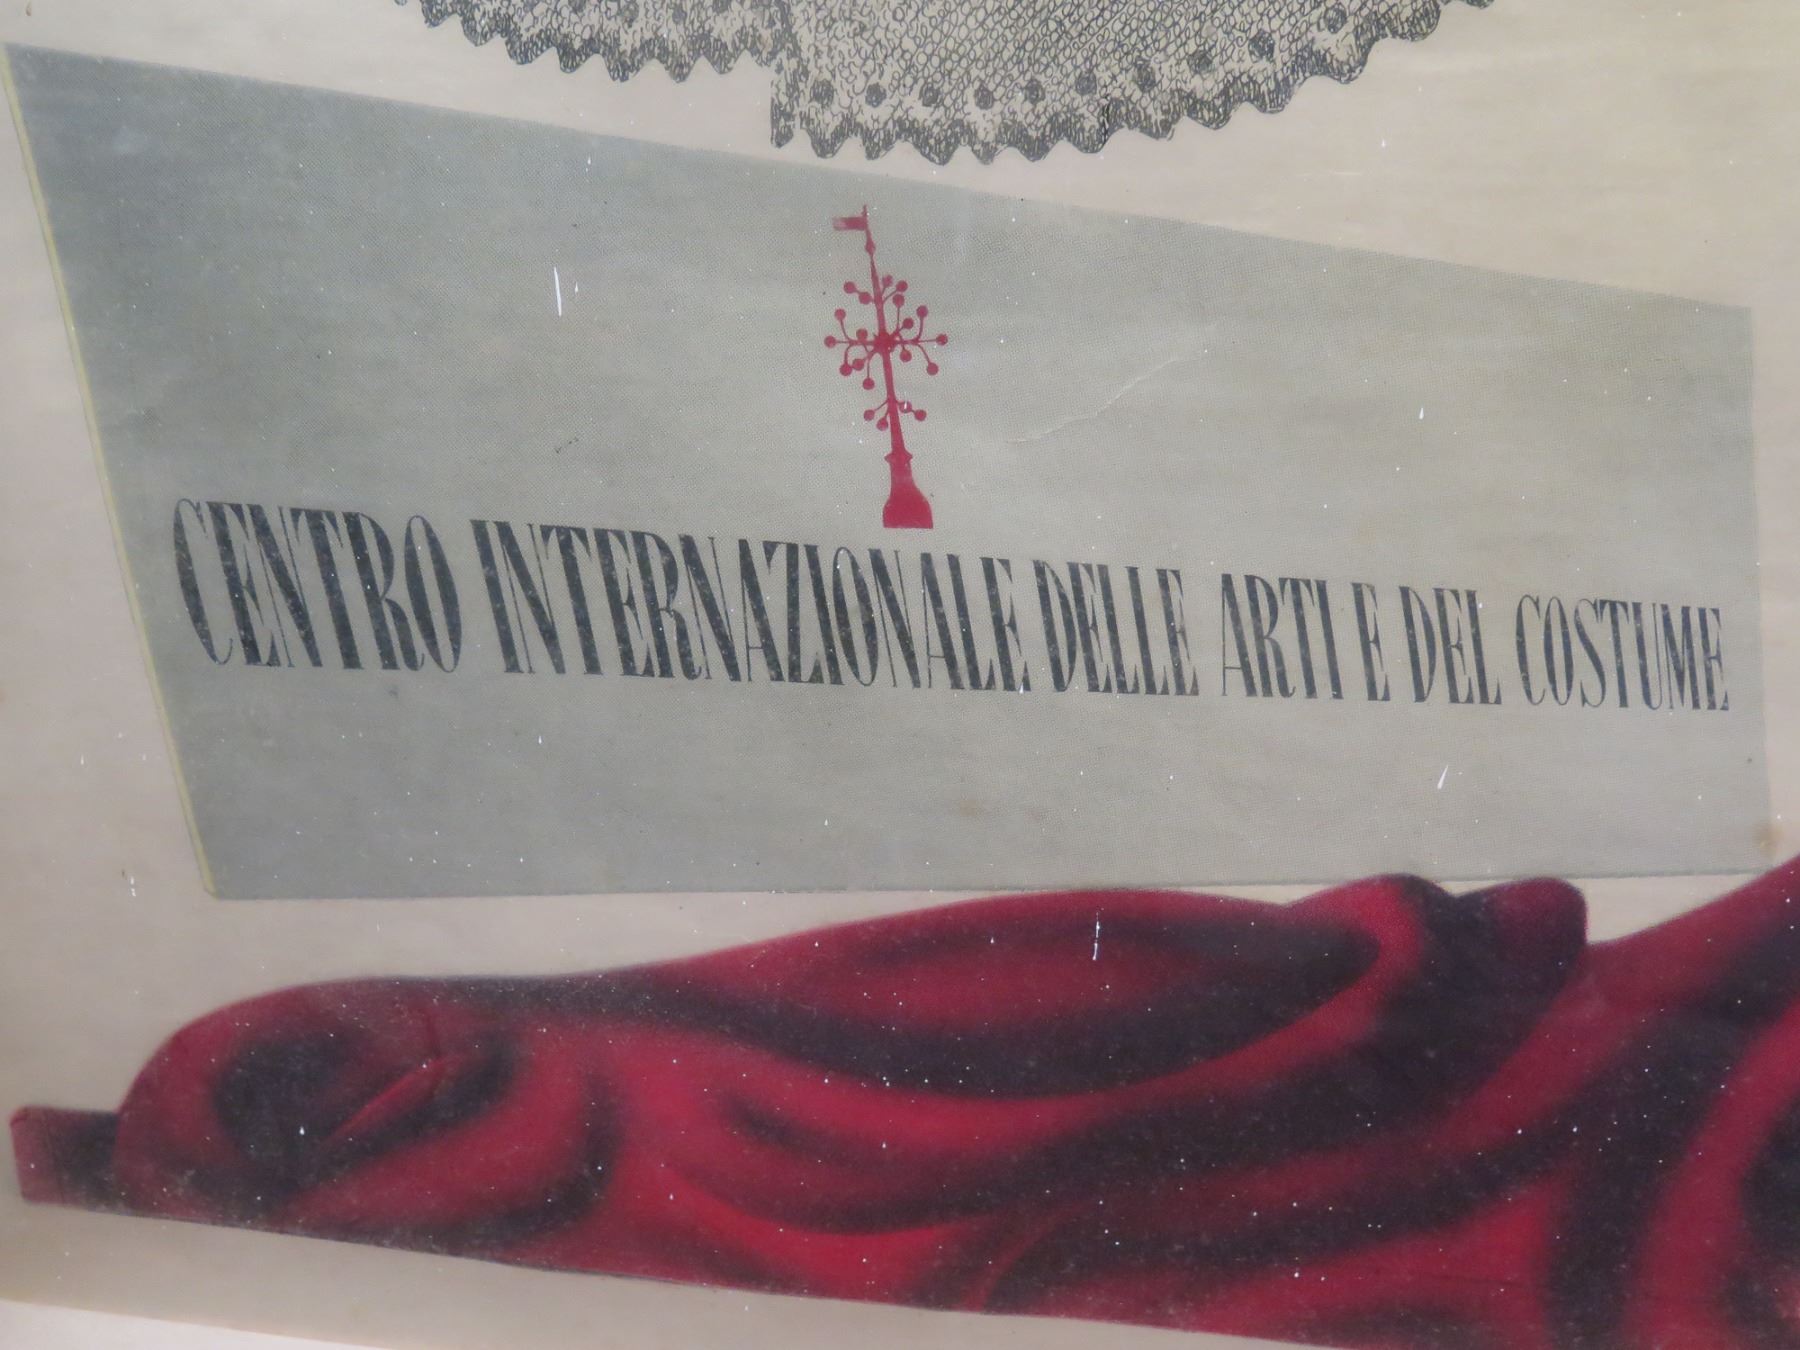 CENTRO INTERNAZIONALE DELLE ARTI E DEL COSTUME